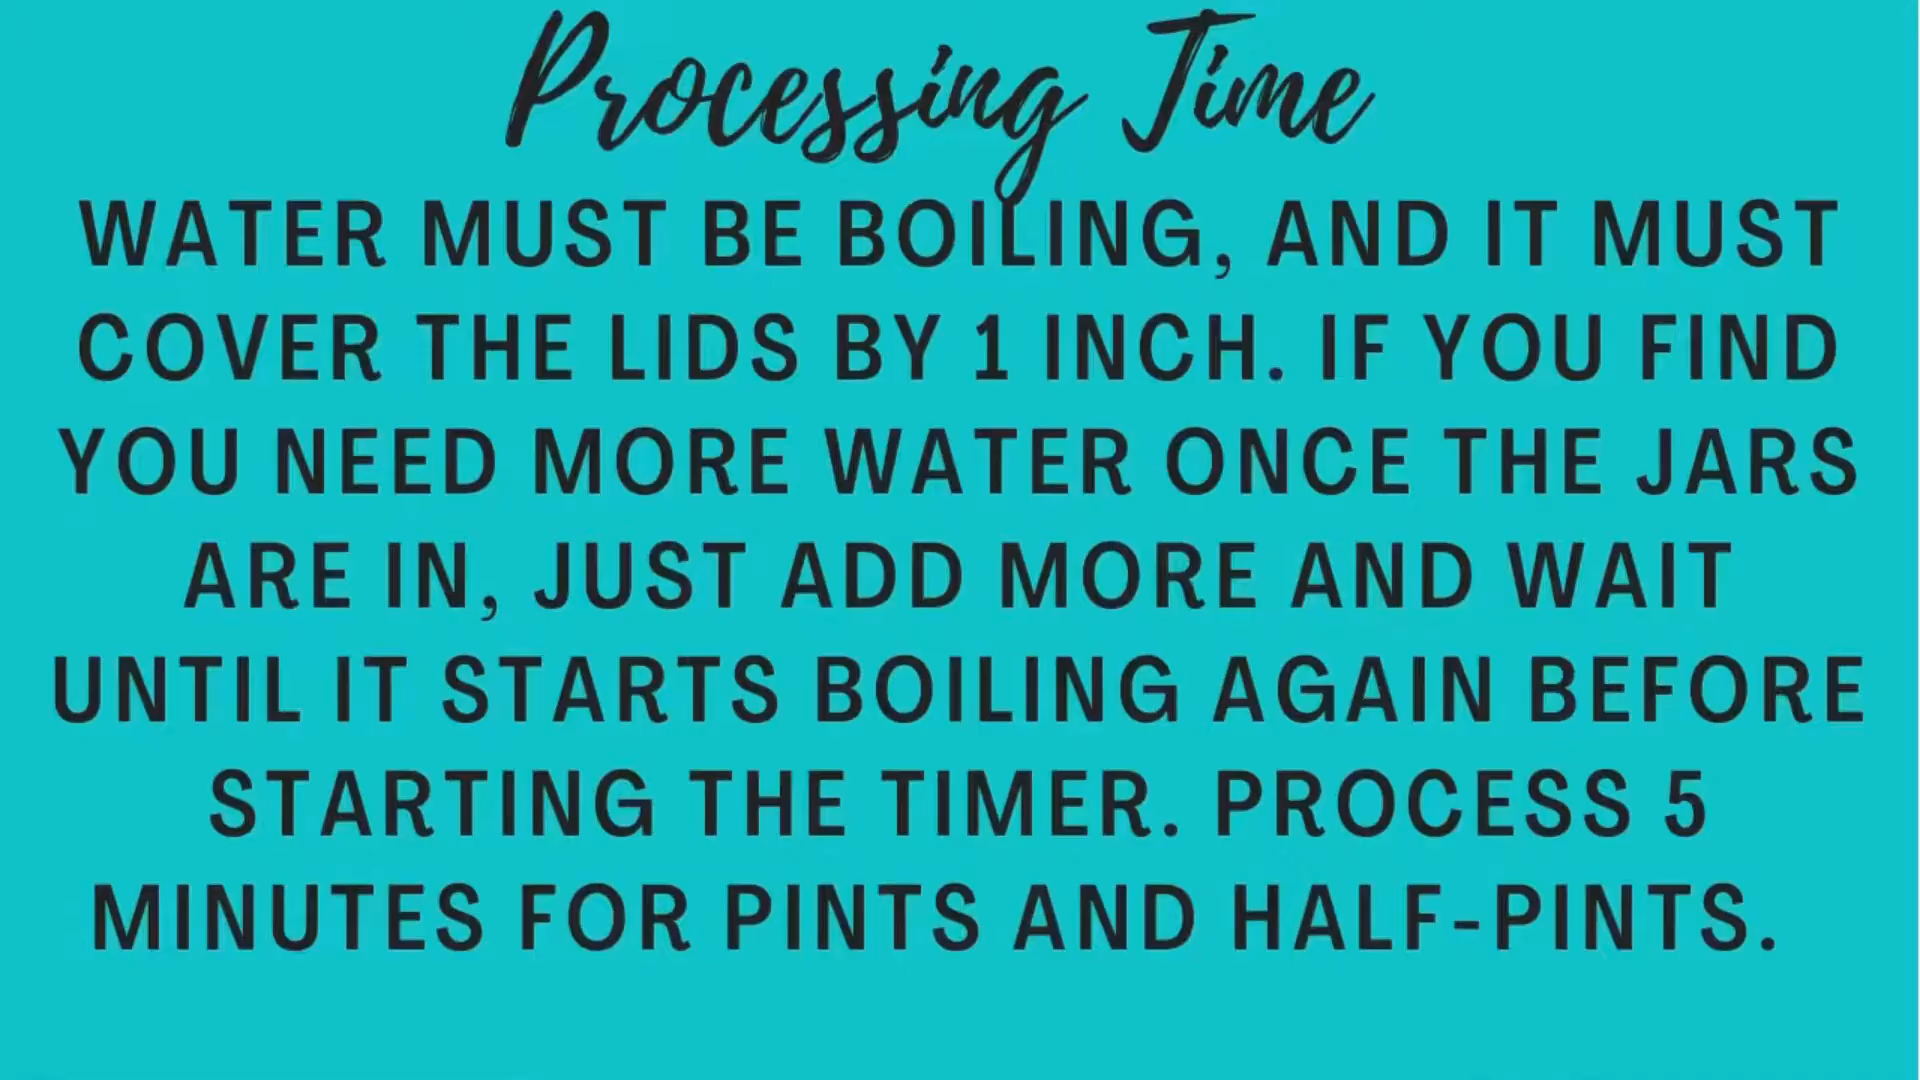 Processing Time
WATER MUST BE BOILING, AND IT MUST
COVER THE LIDS BY 1 INCH. IF YOU FIND
YOU NEED MORE WATER ONCE THE JARS
ARE IN, JUST ADD MORE AND WAIT
UNTIL IT STARTS BOILING AGAIN BEFORE
STARTING THE TIMER. PROCESS 5
MINUTES FOR PINTS AND HALF-PINTS.